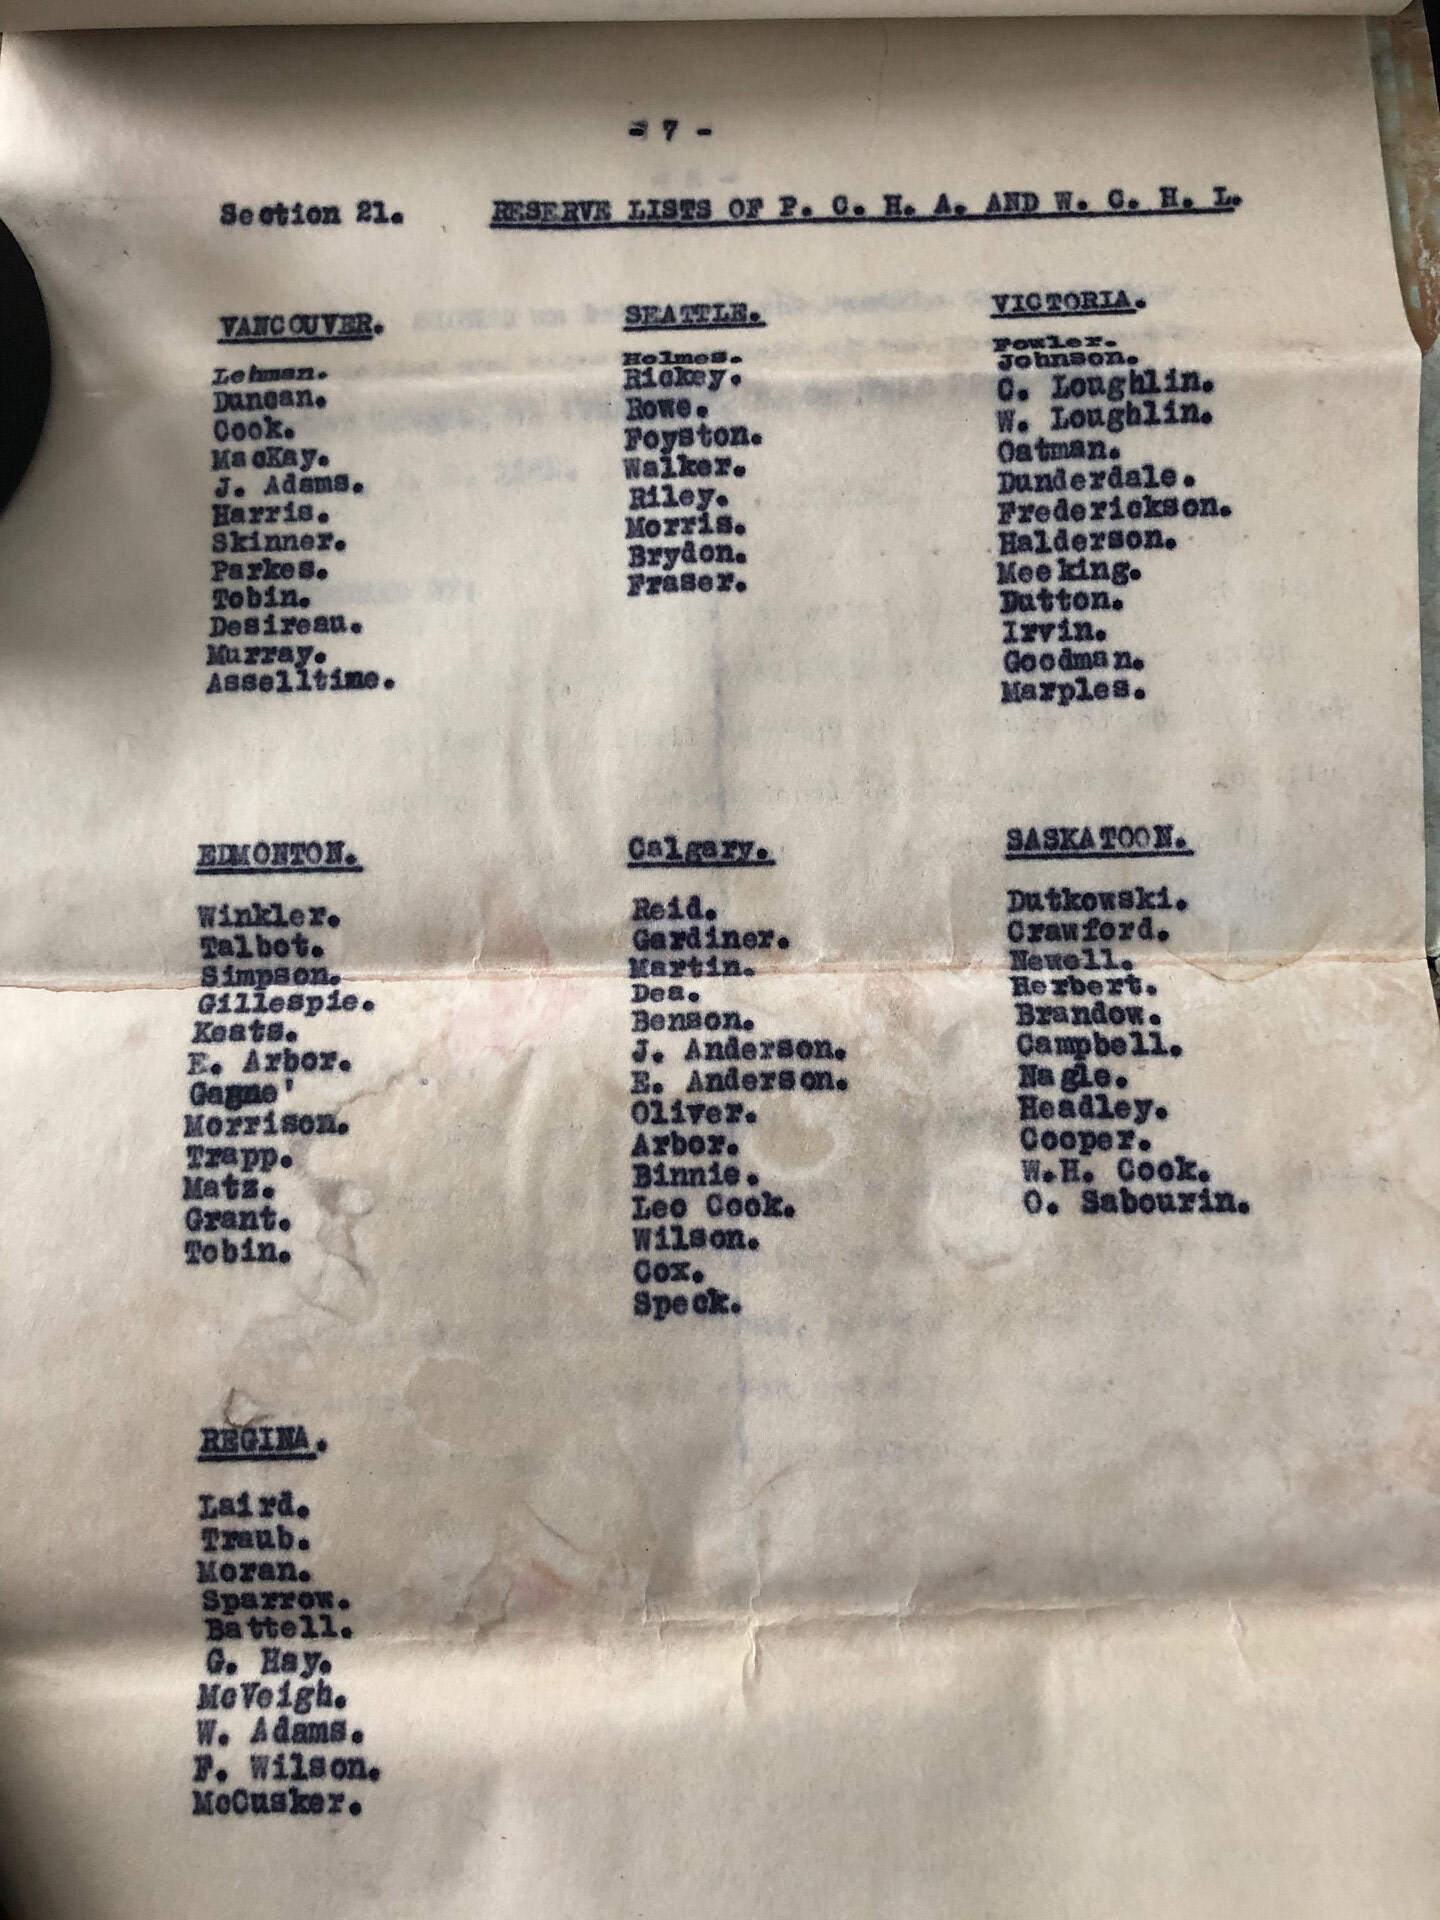 - 7 -
Section 21. RESERVE LISTS OF P. C. H. A. AND W. C. H. L.
VANCOUVER.
Lehman.
Duncan.
Cook.
MacKay.
J. Adams.
Harris.
Skinner.
Parkes.
Tobin.
Desireau.
Murray.
Asselltime.
SEATTLE.
Holmes.
Rickey.
Rowe.
Foyston.
Walker.
Riley.
Morris.
Brydon.
Fraser.
VICTORIA.
Fowler.
Johnson.
C. Loughlin.
W. Loughlin.
Oatman.
Dunderdale.
Frederickson.
Halderson.
Meeking.
Dutton.
Irvin.
Goodman.
Marples.
EDMONTON.
Winkler.
Talbot.
Simpson.
Gillespie.
Keats.
E. Arbor.
Gagne'
Morrison.
Trapp.
Matz.
Grant.
Tobin.
Calgary.
Reid.
Gardiner.
Martin.
Dea.
Benson.
J. Anderson.
E. Anderson.
Oliver.
Arbor.
Binnie.
Leo Cook.
Wilson.
Cox.
Speck.
SASKATOON.
Dutkowski.
Crawford.
Newell.
Herbert.
Brandow.
Campbell.
Nagle.
Headley.
Cooper.
W.H. Cook.
O. Sabourin.
REGINA.
Laird.
Traub.
Moran.
Sparrow.
Battell.
G. Hay.
McVeigh.
W. Adams.
F. Wilson.
McCusker.